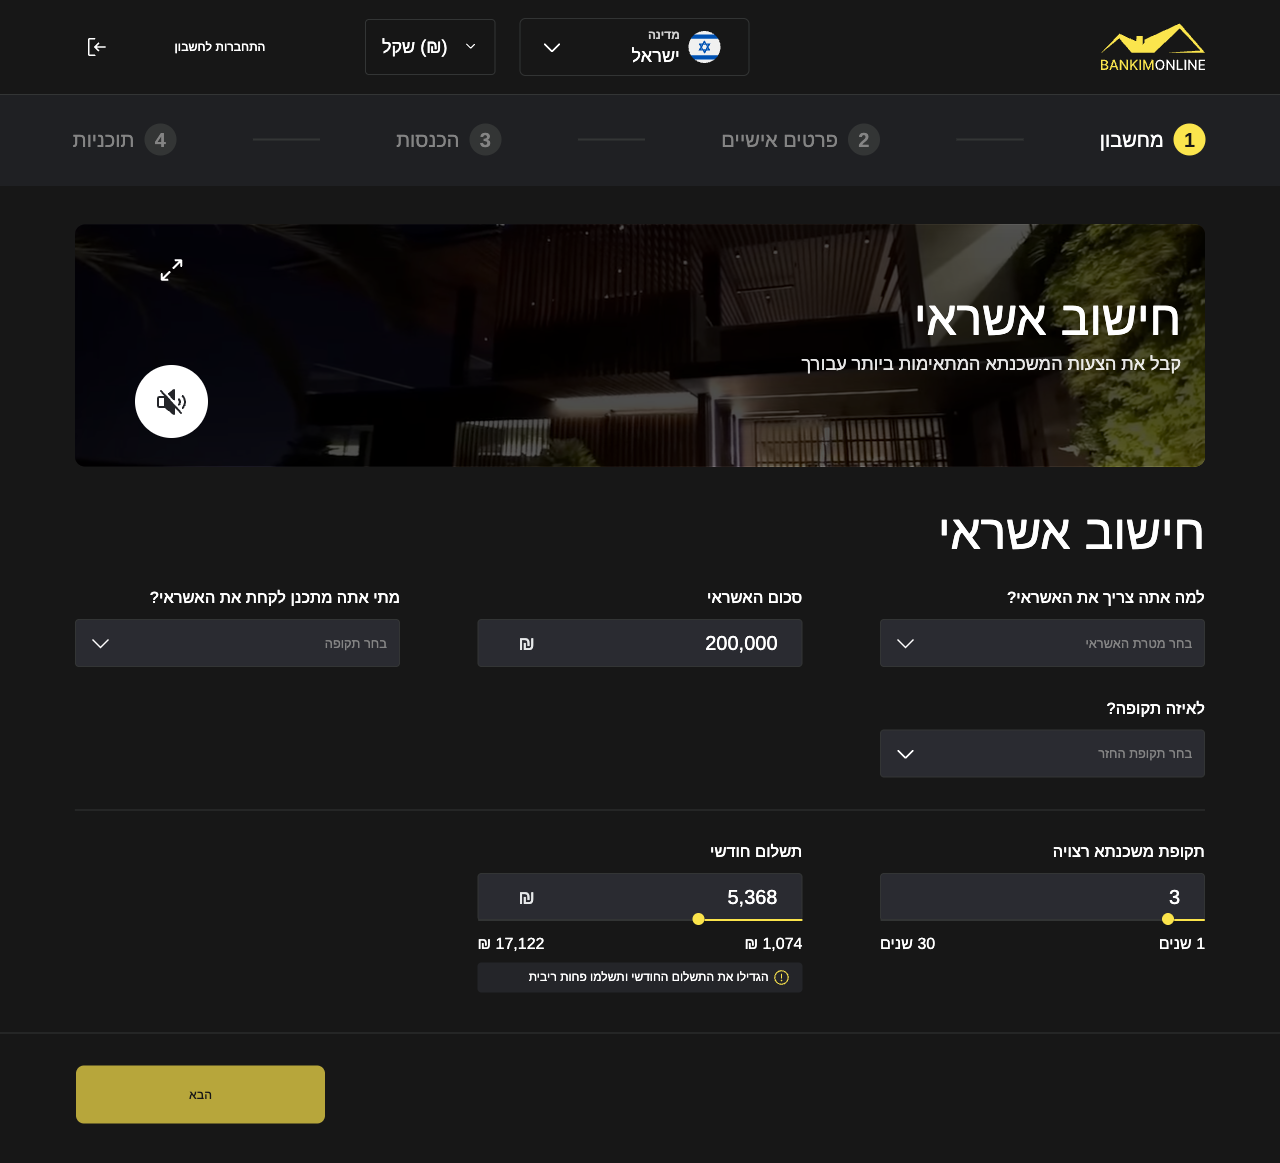 BANKIMONLINE
מדינה
ישראל
שקל (₪)
התחברות לחשבון
1 מחשבון
2 פרטים אישיים
3 הכנסות
4 תוכניות
חישוב אשראי
קבל את הצעות המשכנתא המתאימות ביותר עבורך
חישוב אשראי
למה אתה צריך את האשראי?
בחר מטרת האשראי
סכום האשראי
200,000 ₪
מתי אתה מתכנן לקחת את האשראי?
בחר תקופה
לאיזה תקופה?
בחר תקופת החזר
תקופת משכנתא רצויה
3
1 שנים
30 שנים
תשלום חודשי
5,368 ₪
1,074 ₪
17,122 ₪
הגדילו את התשלום החודשי ותשלמו פחות ריבית
הבא